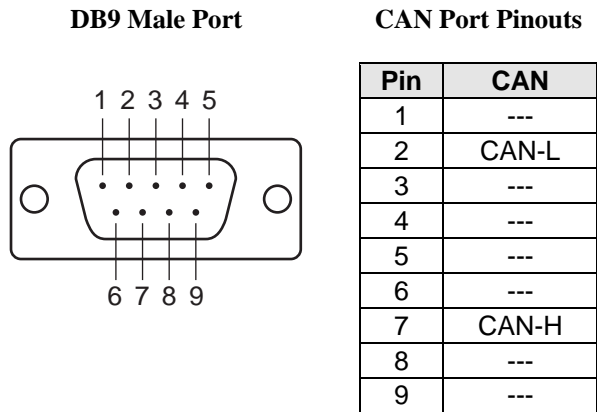 DB9 Male Port
1 2 3 4 5
6 7 8 9
CAN Port Pinouts
Pin CAN
1 ---
2 CAN-L
3 ---
4 ---
5 ---
6 ---
7 CAN-H
8 ---
9 ---